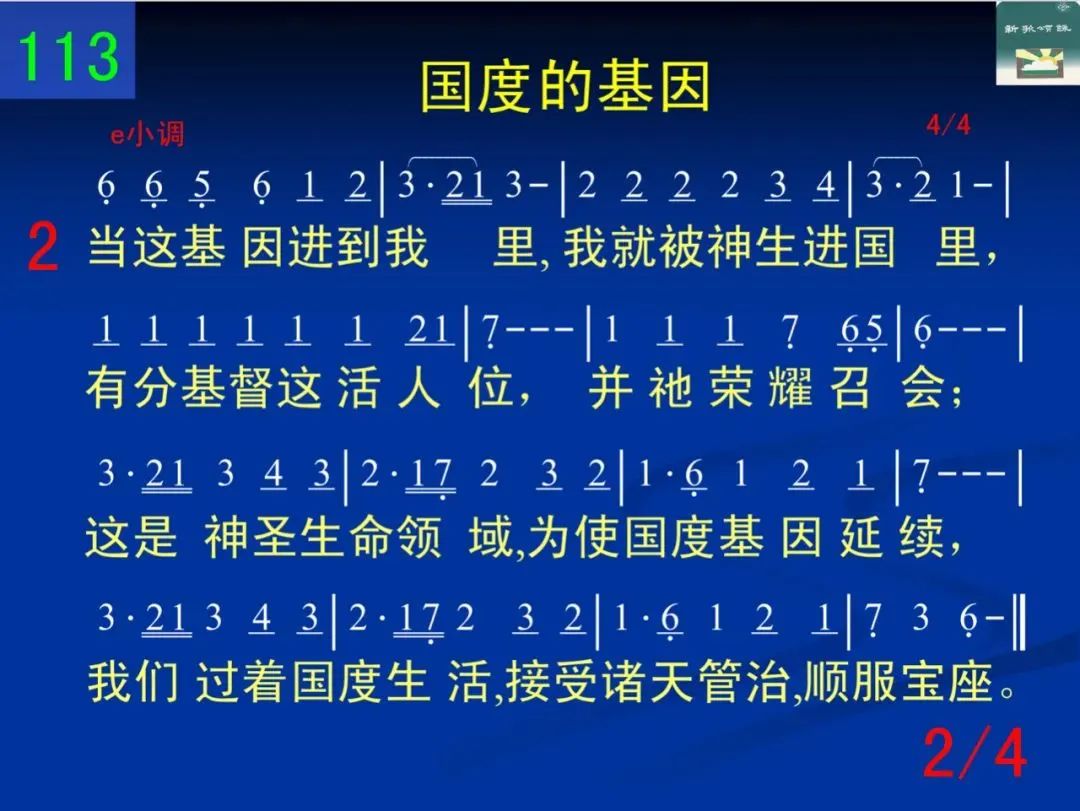 113
新歌颂咏
国度的基因
e小调
4/4
6 6 5 6 1 2|3·21 3-|2 2 2 2 3 4|3·2 1-|
2 当这基 因进到我 里, 我就被神生进国 里，
1 1 1 1 1 1 21|7---|1 1 1 7 65|6---|
有分基督这 活 人 位， 并 祂 荣 耀 召 会；
3·21 3 4 3|2·17 2 3 2|1·6 1 2 1|7---|
这是 神圣生命领 域,为使国度基 因 延 续，
3·21 3 4 3|2·17 2 3 2|1·6 1 2 1|7 3 6-‖
我们 过着国度生 活,接受诸天管治,顺服宝座。
2/4